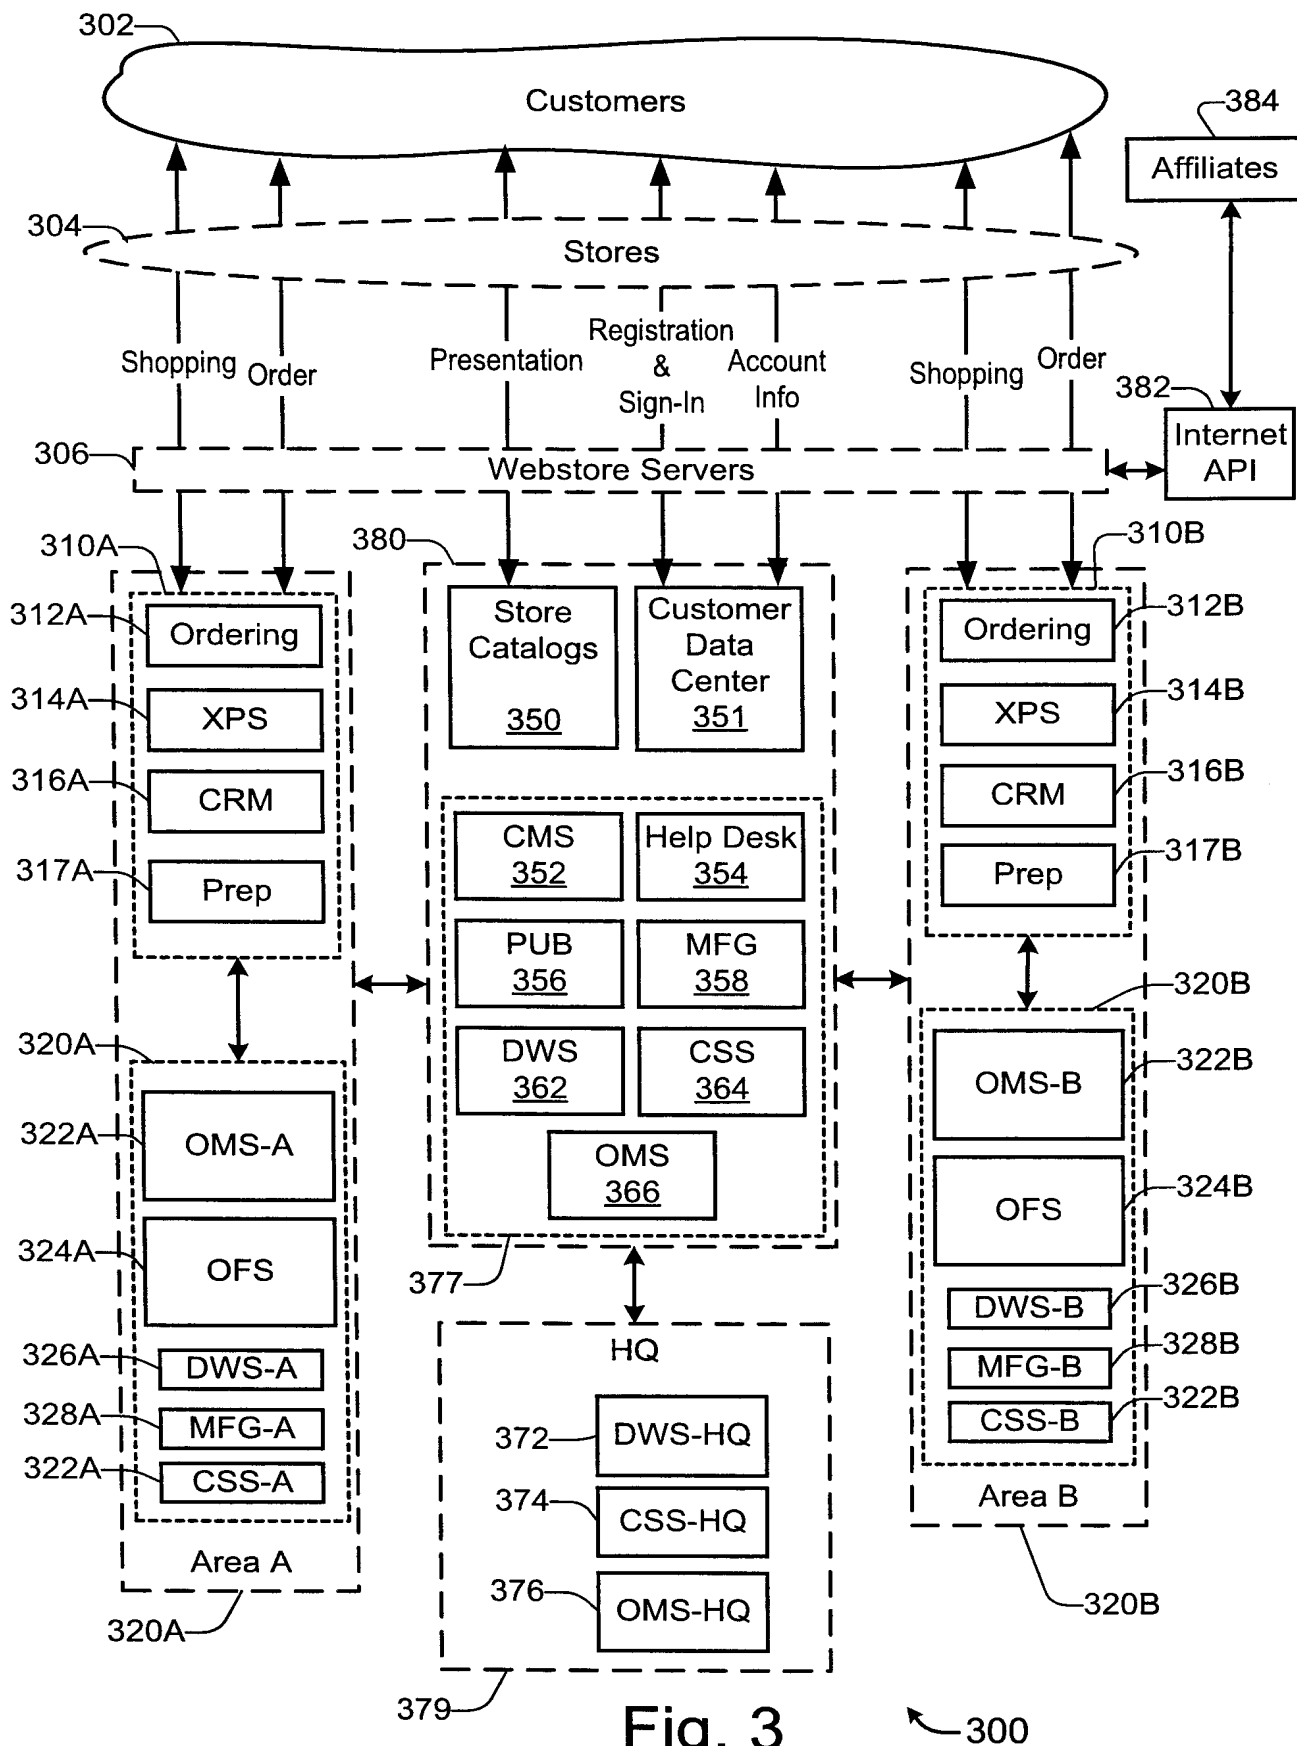 302
Customers
384
Affiliates
304
Stores
Shopping
Order
Presentation
Registration
&
Sign-In
Account
Info
Shopping
Order
382
Internet
API
306
Webstore Servers
310A
380
310B
312A
Ordering
314A
XPS
316A
CRM
317A
Prep
Store
Catalogs
350
Customer
Data
Center
351
Ordering
312B
XPS
314B
CRM
316B
Prep
317B
CMS
352
Help Desk
354
PUB
356
MFG
358
DWS
362
CSS
364
OMS
366
377
320A
322A
OMS-A
324A
OFS
326A
DWS-A
328A
MFG-A
322A
CSS-A
Area A
320A
320B
OMS-B
322B
OFS
324B
DWS-B
326B
MFG-B
328B
CSS-B
322B
Area B
320B
HQ
372
DWS-HQ
374
CSS-HQ
376
OMS-HQ
379
Fig. 3
300